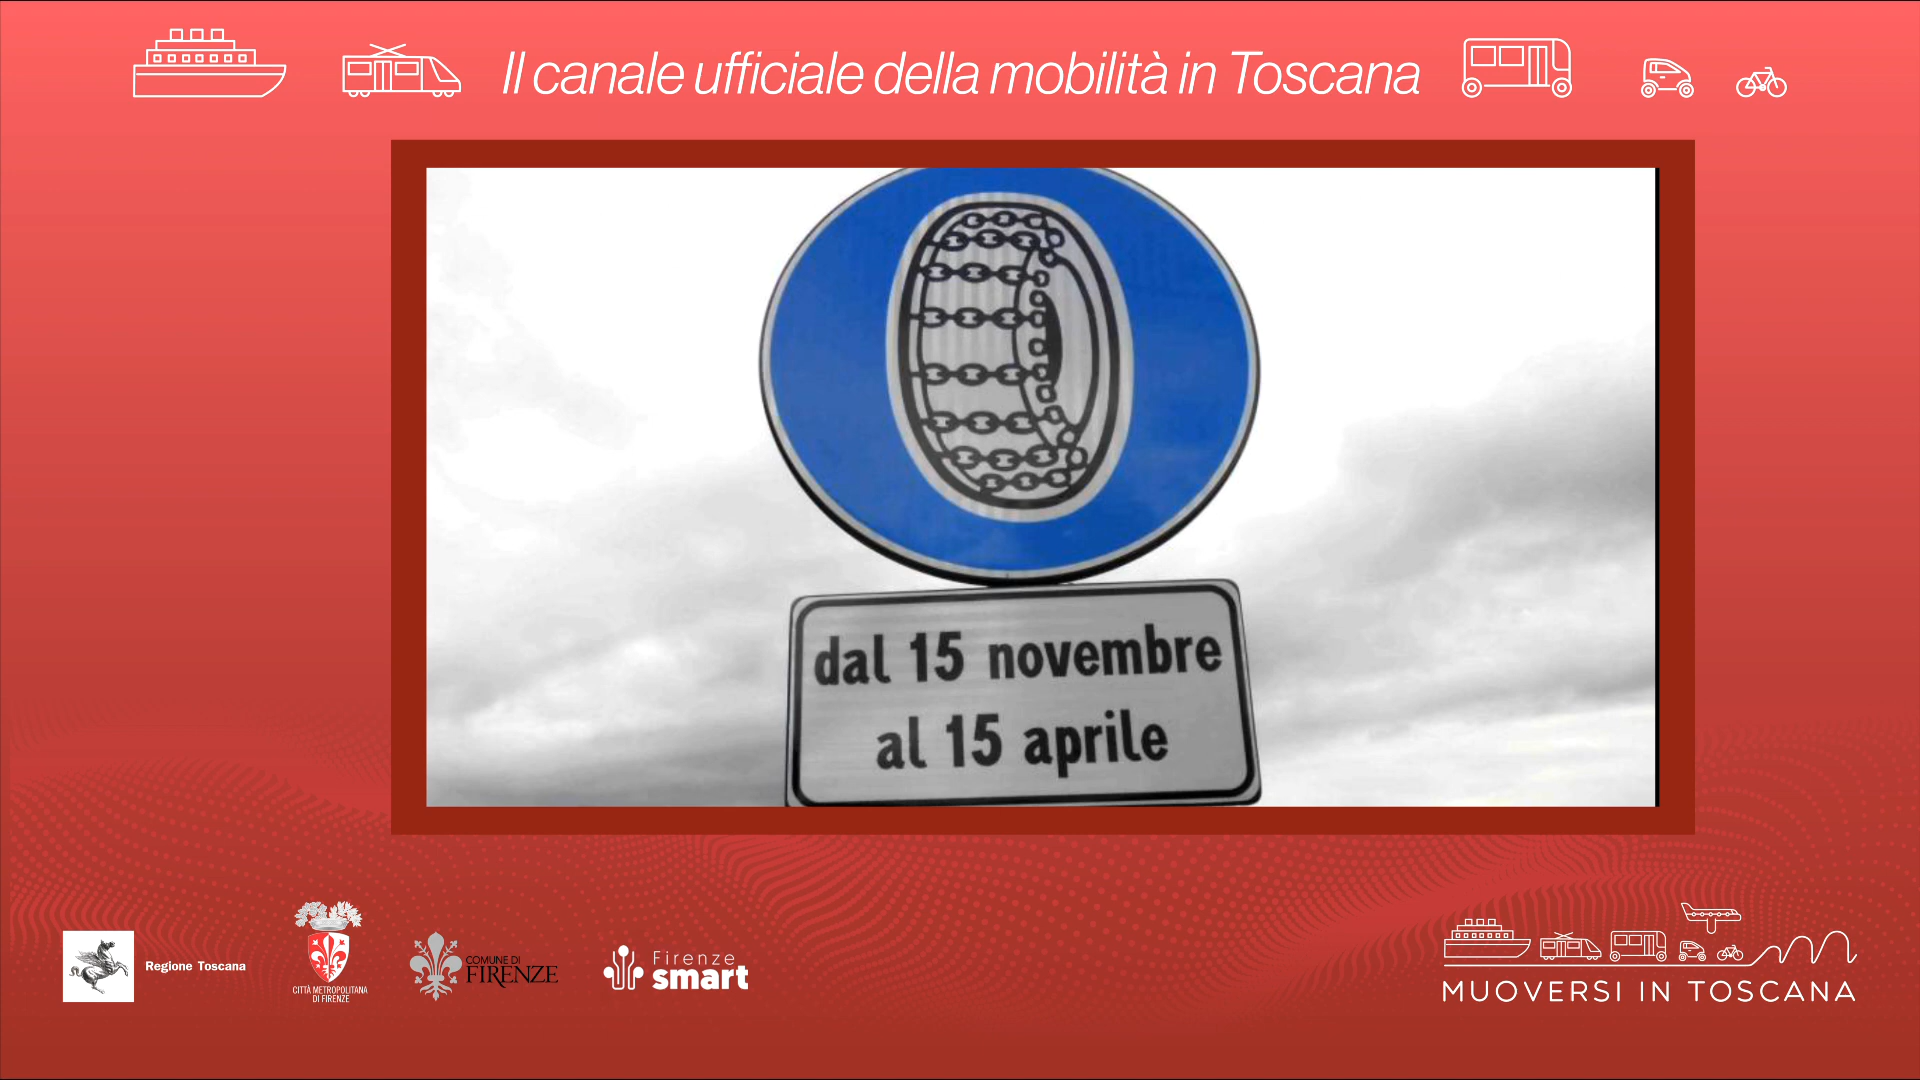 Il canale ufficiale della mobilità in Toscana
dal 15 novembre
al 15 aprile
Regione Toscana
CITTÀ METROPOLITANA
DI FIRENZE
COMUNE DI
FIRENZE
Firenze
smart
MUOVERSI IN TOSCANA